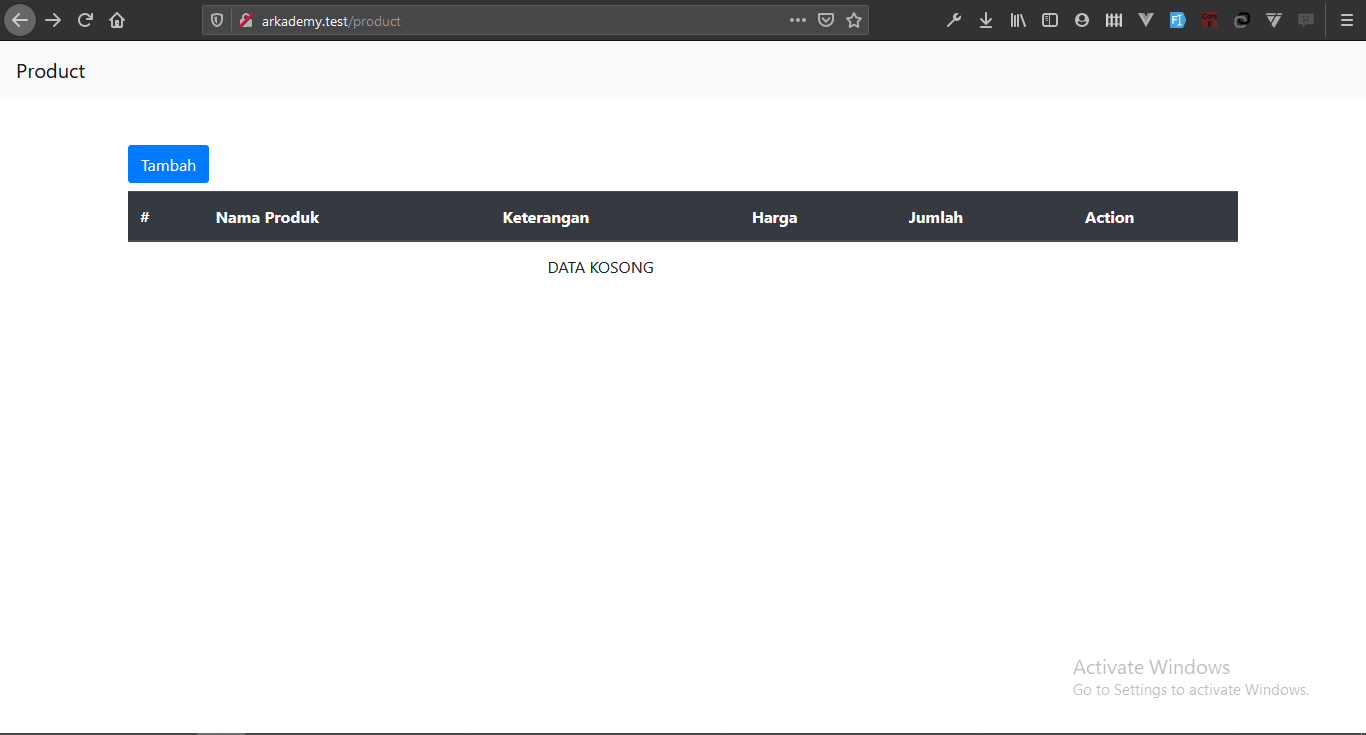 arkademy.test/product
Product
Tambah
# Nama Produk Keterangan Harga Jumlah Action
DATA KOSONG
Activate Windows
Go to Settings to activate Windows.